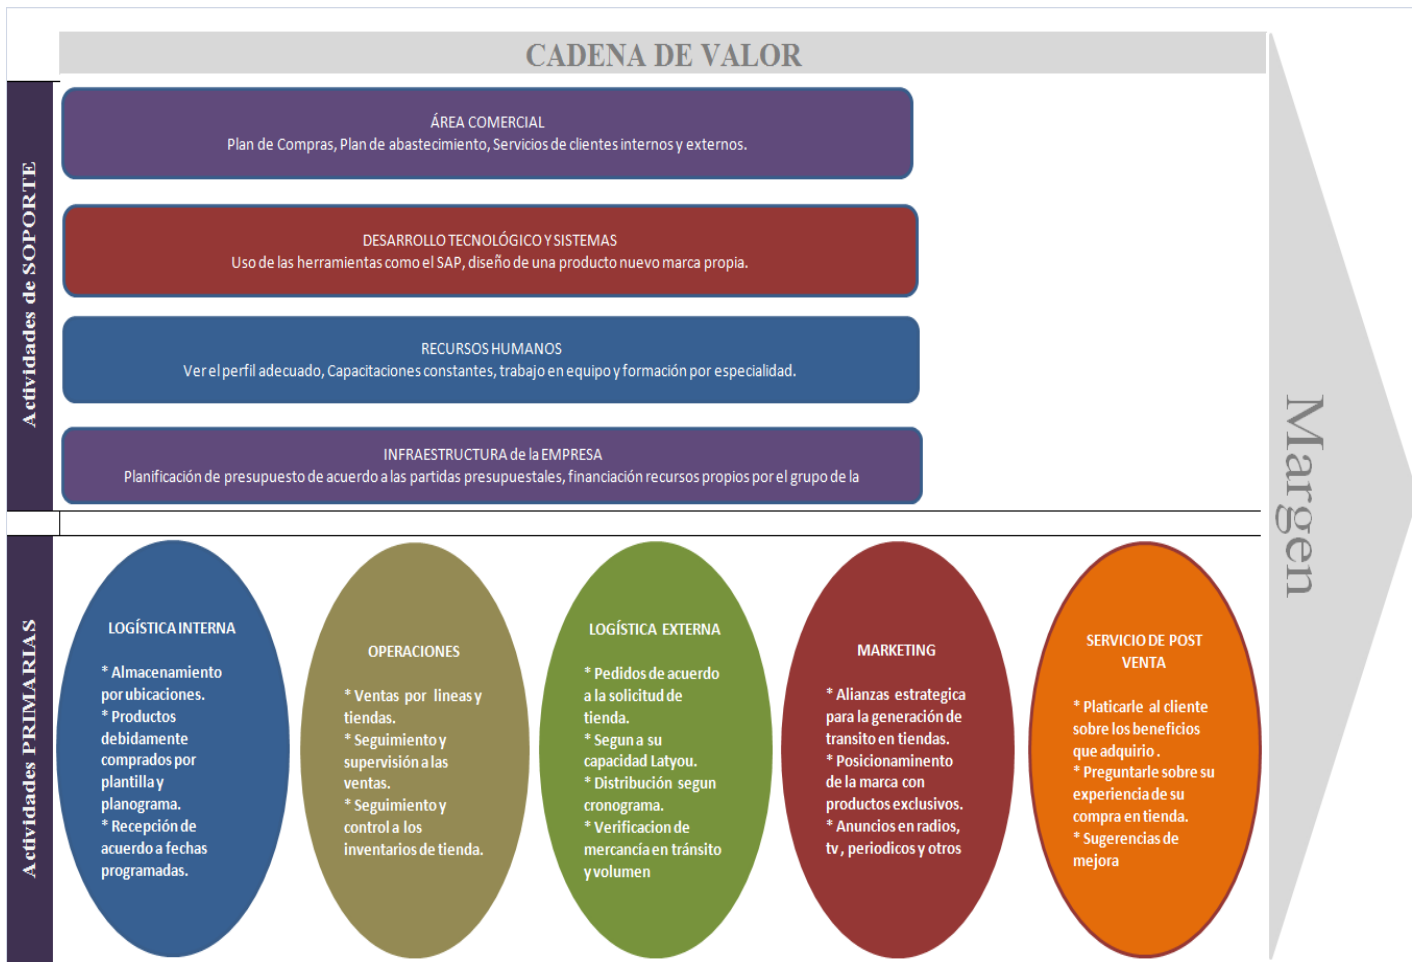 CADENA DE VALOR
Actividades de SOPORTE
ÁREA COMERCIAL
Plan de Compras, Plan de abastecimiento, Servicios de clientes internos y externos.
DESARROLLO TECNOLÓGICO Y SISTEMAS
Uso de las herramientas como el SAP, diseño de una producto nuevo marca propia.
RECURSOS HUMANOS
Ver el perfil adecuado, Capacitaciones constantes, trabajo en equipo y formación por especialidad.
INFRAESTRUCTURA de la EMPRESA
Planificación de presupuesto de acuerdo a las partidas presupuestales, financiación recursos propios por el grupo de la
Margen
Actividades PRIMARIAS
LOGÍSTICA INTERNA
* Almacenamiento
por ubicaciones.
* Productos
debidamente
comprados por
plantilla y
planograma.
* Recepción de
acuerdo a fechas
programadas.
OPERACIONES
* Ventas por lineas y
tiendas.
* Seguimiento y
supervisión a las
ventas.
* Seguimiento y
control a los
inventarios de tienda.
LOGÍSTICA EXTERNA
* Pedidos de acuerdo
a la solicitud de
tienda.
* Segun a su
capacidad Latyou.
* Distribución segun
cronograma.
* Verificacion de
mercancía en tránsito
y volumen
MARKETING
* Alianzas estrategica
para la generación de
transito en tiendas.
* Posicionaminento
de la marca con
productos exclusivos.
* Anuncios en radios,
tv , periodicos y otros
SERVICIO DE POST
VENTA
* Platicarle al cliente
sobre los beneficios
que adquirio .
* Preguntarle sobre su
experiencia de su
compra en tienda.
* Sugerencias de
mejora